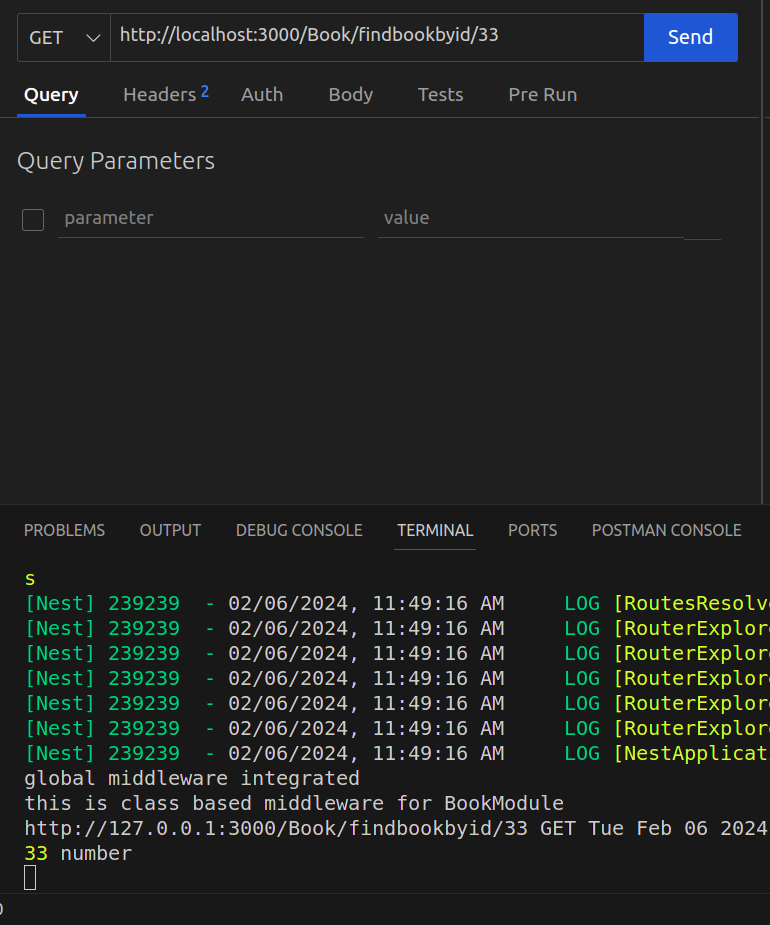 GET http://localhost:3000/Book/findbookbyid/33 Send
Query Headers 2 Auth Body Tests Pre Run
Query Parameters
parameter value
PROBLEMS OUTPUT DEBUG CONSOLE TERMINAL PORTS POSTMAN CONSOLE
s
[Nest] 239239 - 02/06/2024, 11:49:16 AM LOG [RoutesResolv
[Nest] 239239 - 02/06/2024, 11:49:16 AM LOG [RouterExplor
[Nest] 239239 - 02/06/2024, 11:49:16 AM LOG [RouterExplor
[Nest] 239239 - 02/06/2024, 11:49:16 AM LOG [RouterExplor
[Nest] 239239 - 02/06/2024, 11:49:16 AM LOG [RouterExplor
[Nest] 239239 - 02/06/2024, 11:49:16 AM LOG [RouterExplor
[Nest] 239239 - 02/06/2024, 11:49:16 AM LOG [NestApplicat
global middleware integrated
this is class based middleware for BookModule
http://127.0.0.1:3000/Book/findbookbyid/33 GET Tue Feb 06 2024
33 number